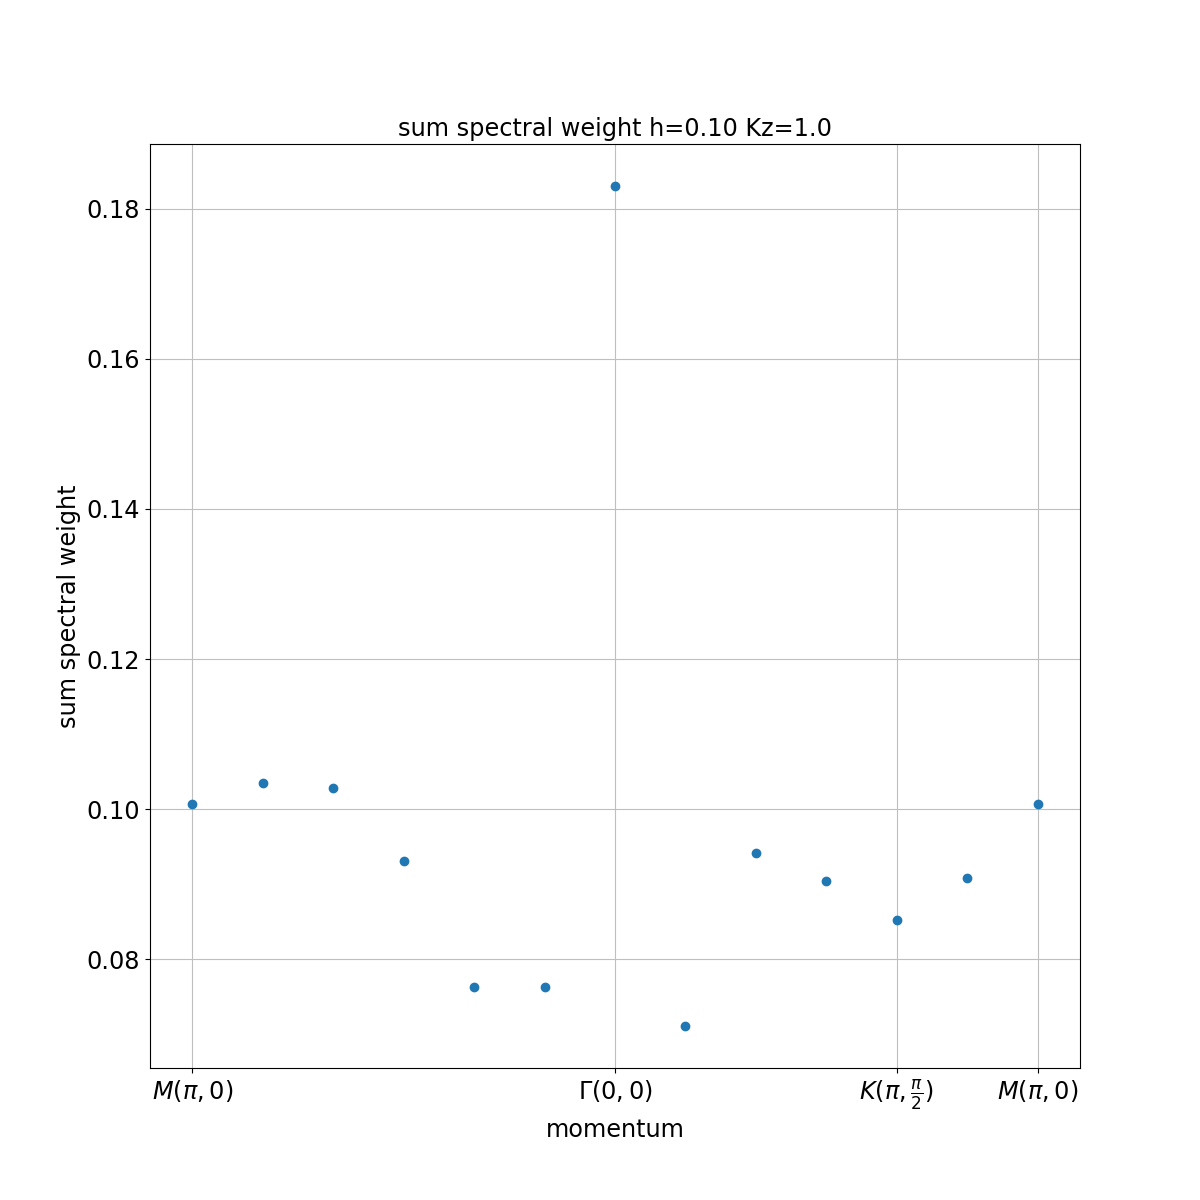 sum spectral weight h=0.10 Kz=1.0
sum spectral weight
0.18
0.16
0.14
0.12
0.10
0.08
M(π, 0) Γ(0, 0) K(π, π/2) M(π, 0)
momentum